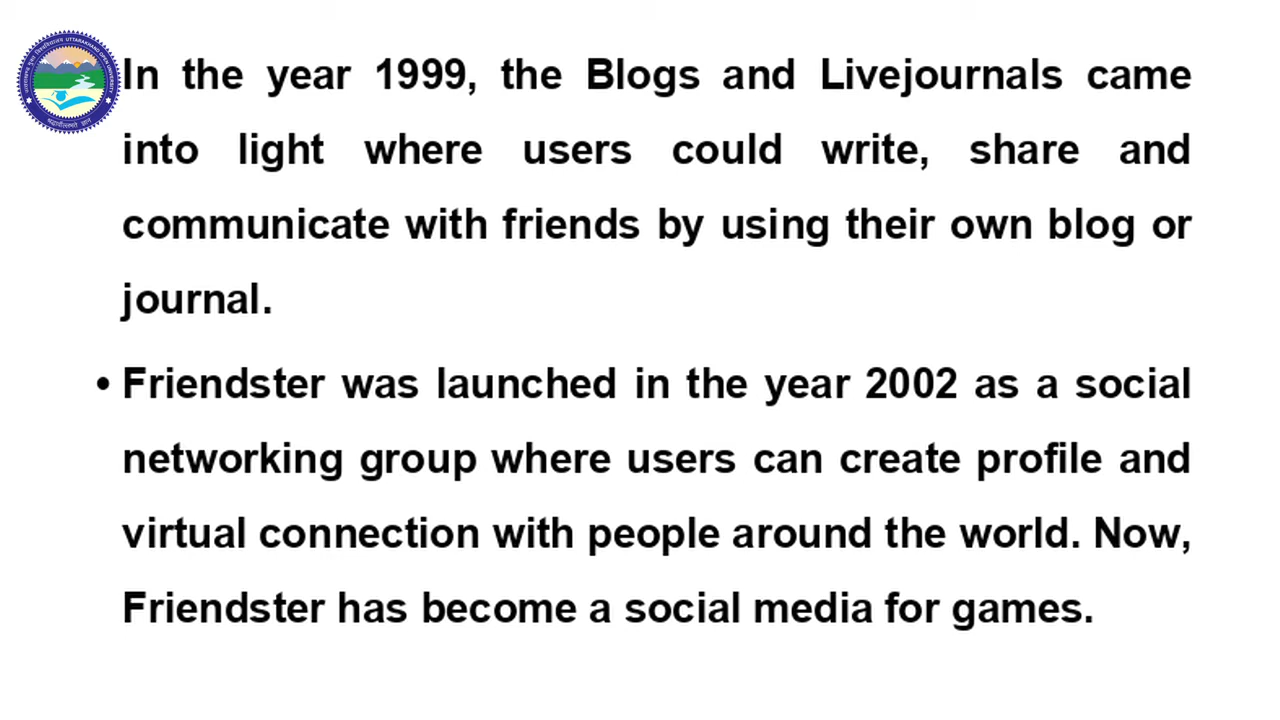 In the year 1999, the Blogs and Livejournals came
into light where users could write, share and
communicate with friends by using their own blog or
journal.
• Friendster was launched in the year 2002 as a social
networking group where users can create profile and
virtual connection with people around the world. Now,
Friendster has become a social media for games.